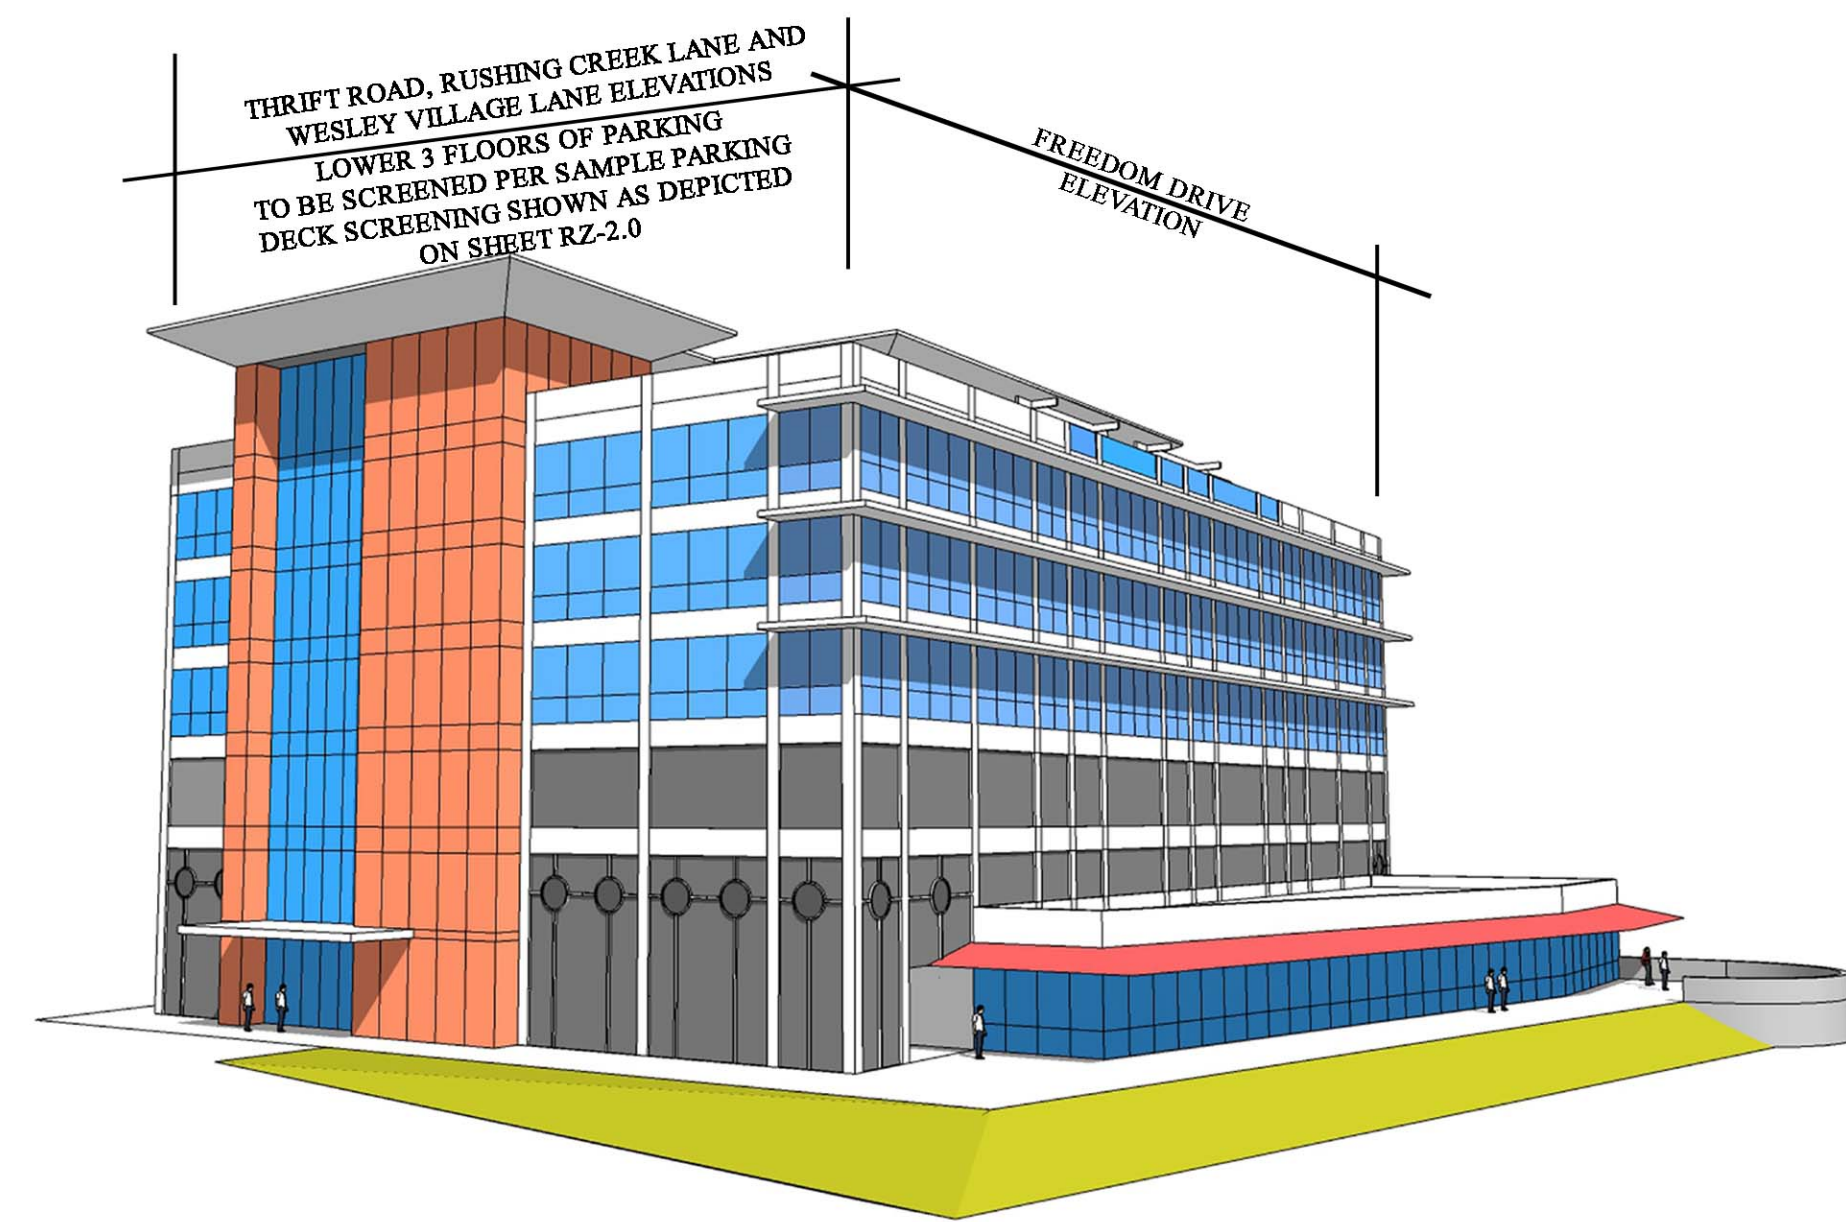 THRIFT ROAD, RUSHING CREEK LANE AND
WESLEY VILLAGE LANE ELEVATIONS
LOWER 3 FLOORS OF PARKING
TO BE SCREENED PER SAMPLE PARKING
DECK SCREENING SHOWN AS DEPICTED
ON SHEET RZ-2.0
FREEDOM DRIVE
ELEVATION